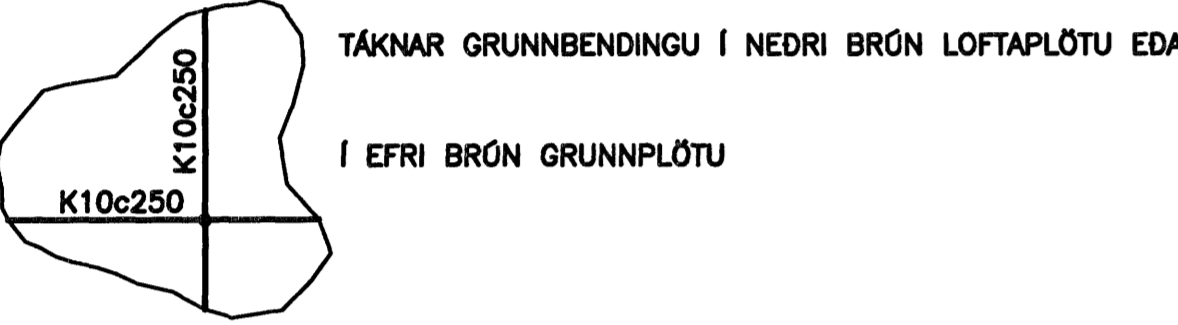 TÁKNAR GRUNNBENDINGU Í NEÐRI BRÚN LOFTAPLÖTU EÐA
Í EFRI BRÚN GRUNNPLÖTU
K10c250
K10c250